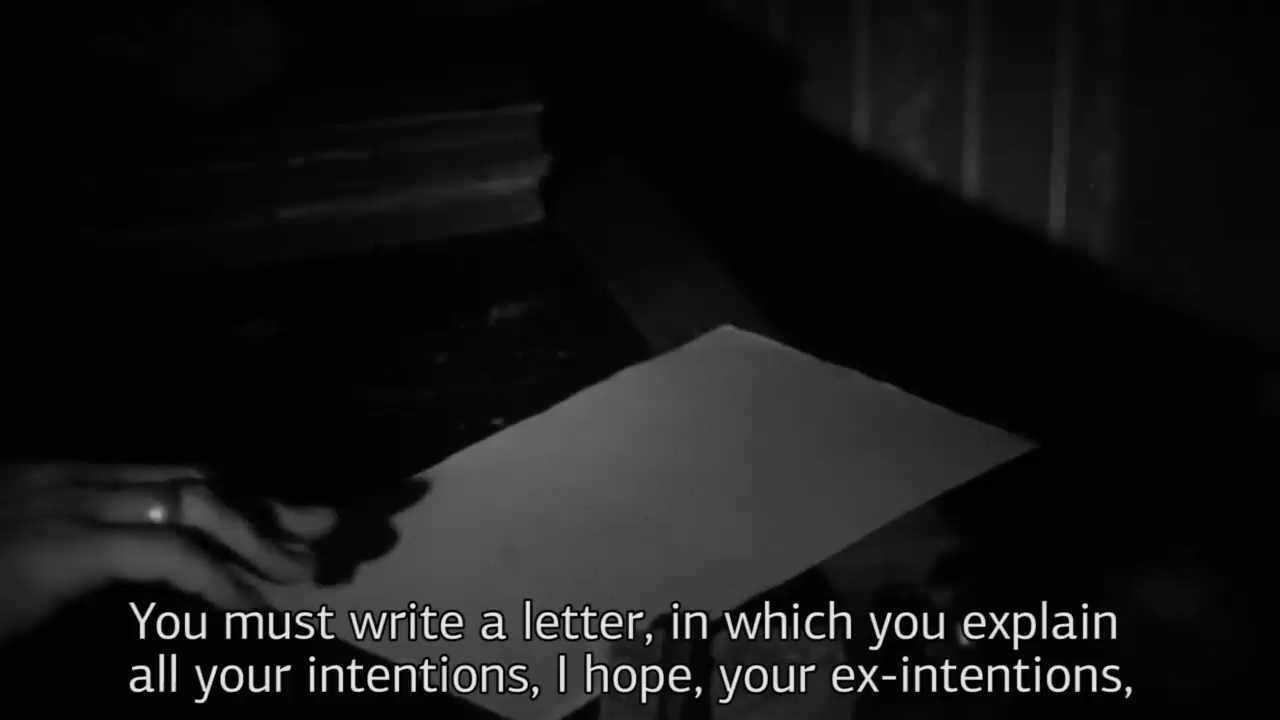 You must write a letter, in which you explain
all your intentions, I hope, your ex-intentions,